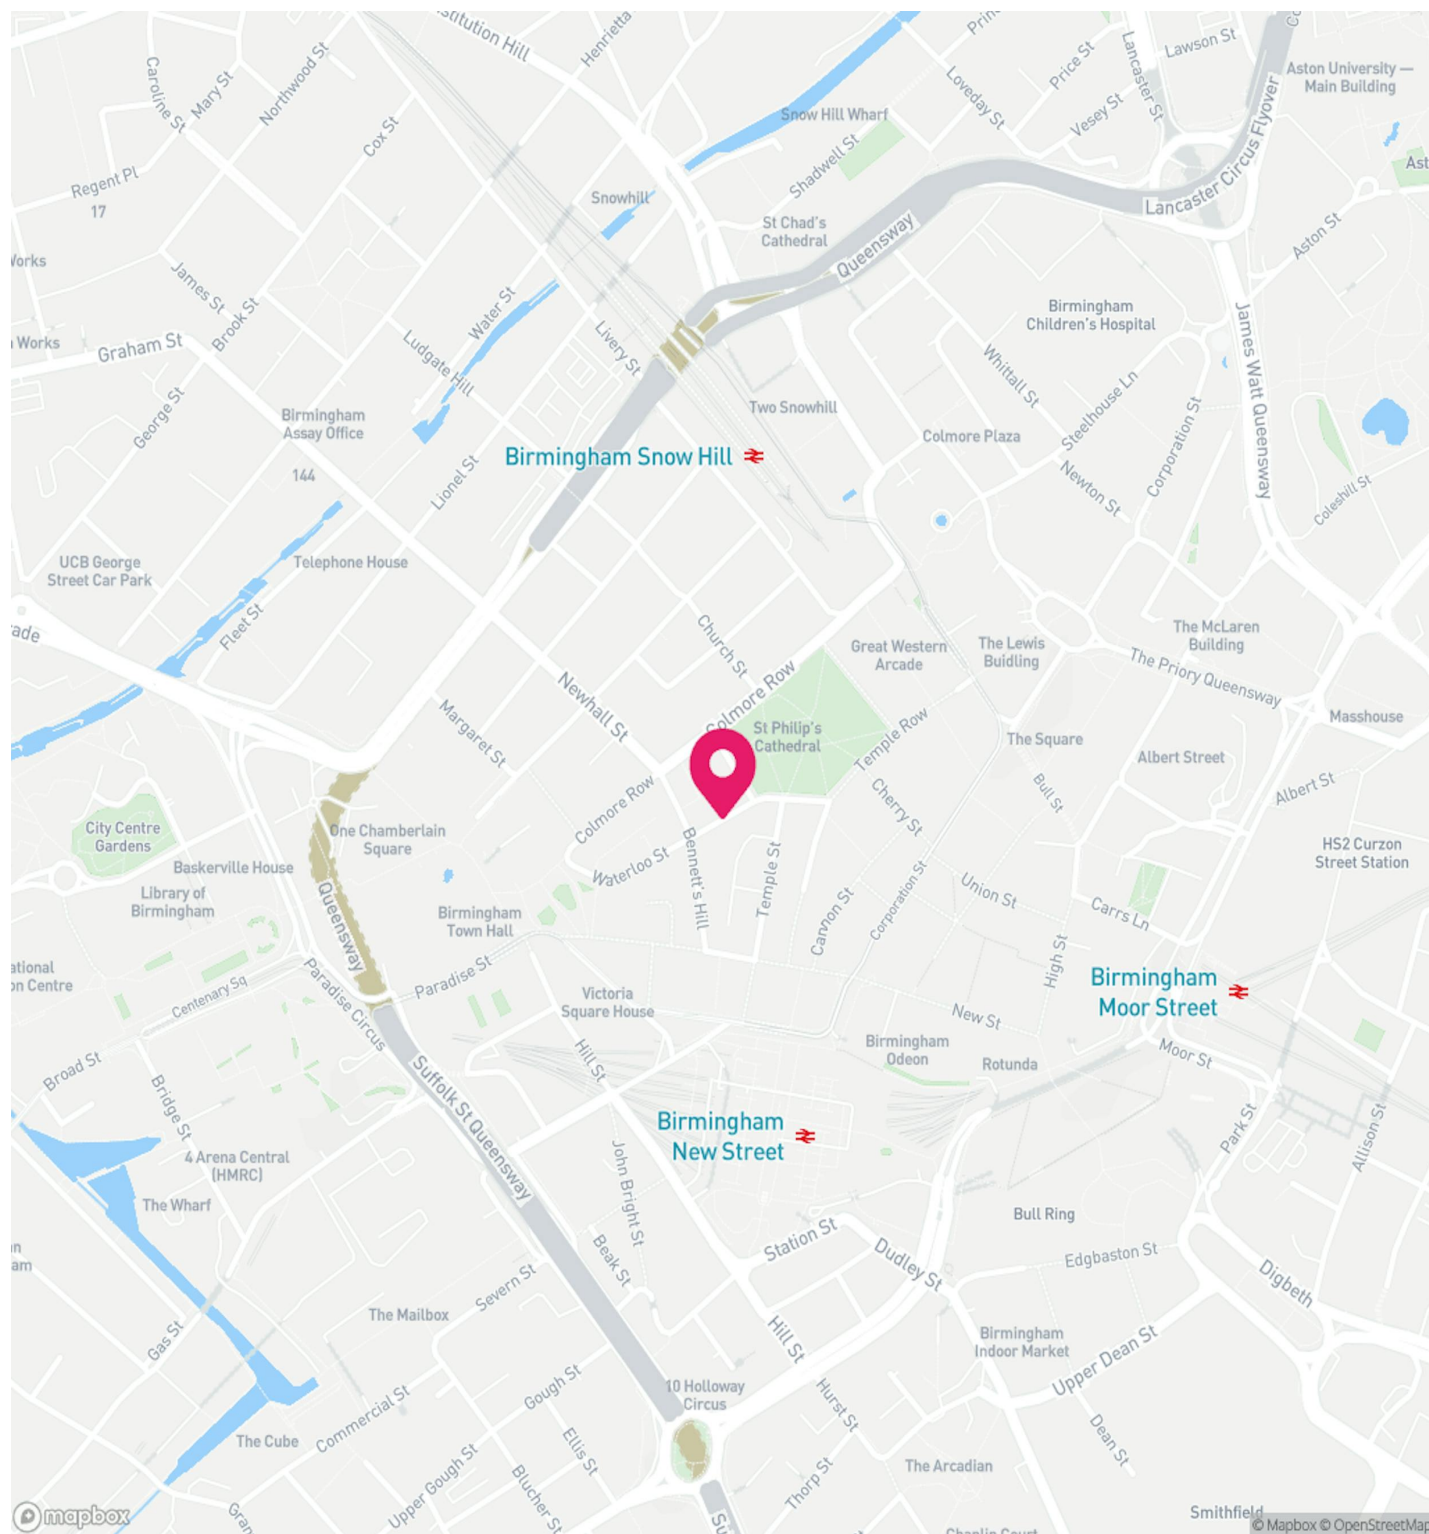 stitution Hill
Henrietta
Caroline St
Mary St
Northwood St
Cox St
Regent Pl
17
Snow Hill Wharf
Shadwell St
Loveday St
Price St
Vesey St
Lancaster St
Lawson St
Aston University —
Main Building
Lancaster Circus Flyover
Ast
Snowhill
St Chad's
Cathedral
Queensway
Aston St
James St
Brook St
Works
Graham St
Water St
Ludgate Hill
Livery St
Birmingham
Children's Hospital
James Watt Queensway
Whittall St
Steelhouse Ln
Corporation St
George St
Birmingham
Assay Office
144
Lionel St
Birmingham Snow Hill
Two Snowhill
Colmore Plaza
Newton St
Coleshill St
UCB George
Street Car Park
Telephone House
Fleet St
ade
Church St
Great Western
Arcade
The Lewis
Buidling
The McLaren
Building
The Priory Queensway
Newhall St
Colmore Row
St Philip's
Cathedral
Temple Row
Margaret St
The Square
Masshouse
Albert Street
Bull St
Albert St
Colmore Row
Cherry St
City Centre
Gardens
One Chamberlain
Square
Baskerville House
Library of
Birmingham
Queensway
Waterloo St
Bennett's Hill
Temple St
Cannon St
Corporation St
Union St
Carrs Ln
HS2 Curzon
Street Station
Birmingham
Town Hall
Paradise St
Centenary Sq
Paradise Circus
Victoria
Square House
High St
New St
Birmingham
Moor Street
ational
on Centre
Broad St
Bridge St
Suffolk St Queensway
Hill St
Birmingham
Odeon
Rotunda
Moor St
Birmingham
New Street
Park St
Allison St
4 Arena Central
(HMRC)
The Wharf
John Bright St
Station St
Bull Ring
Dudley St
Edgbaston St
Digbeth
Beak St
Severn St
am
The Mailbox
Gas St
Hill St
Birmingham
Indoor Market
Upper Dean St
10 Holloway
Circus
Gough St
Hurst St
Dean St
Commercial St
The Cube
Ellis St
Upper Gough St
Blucher St
Thorp St
The Arcadian
Smithfield
mapbox
© Mapbox © OpenStreetMap